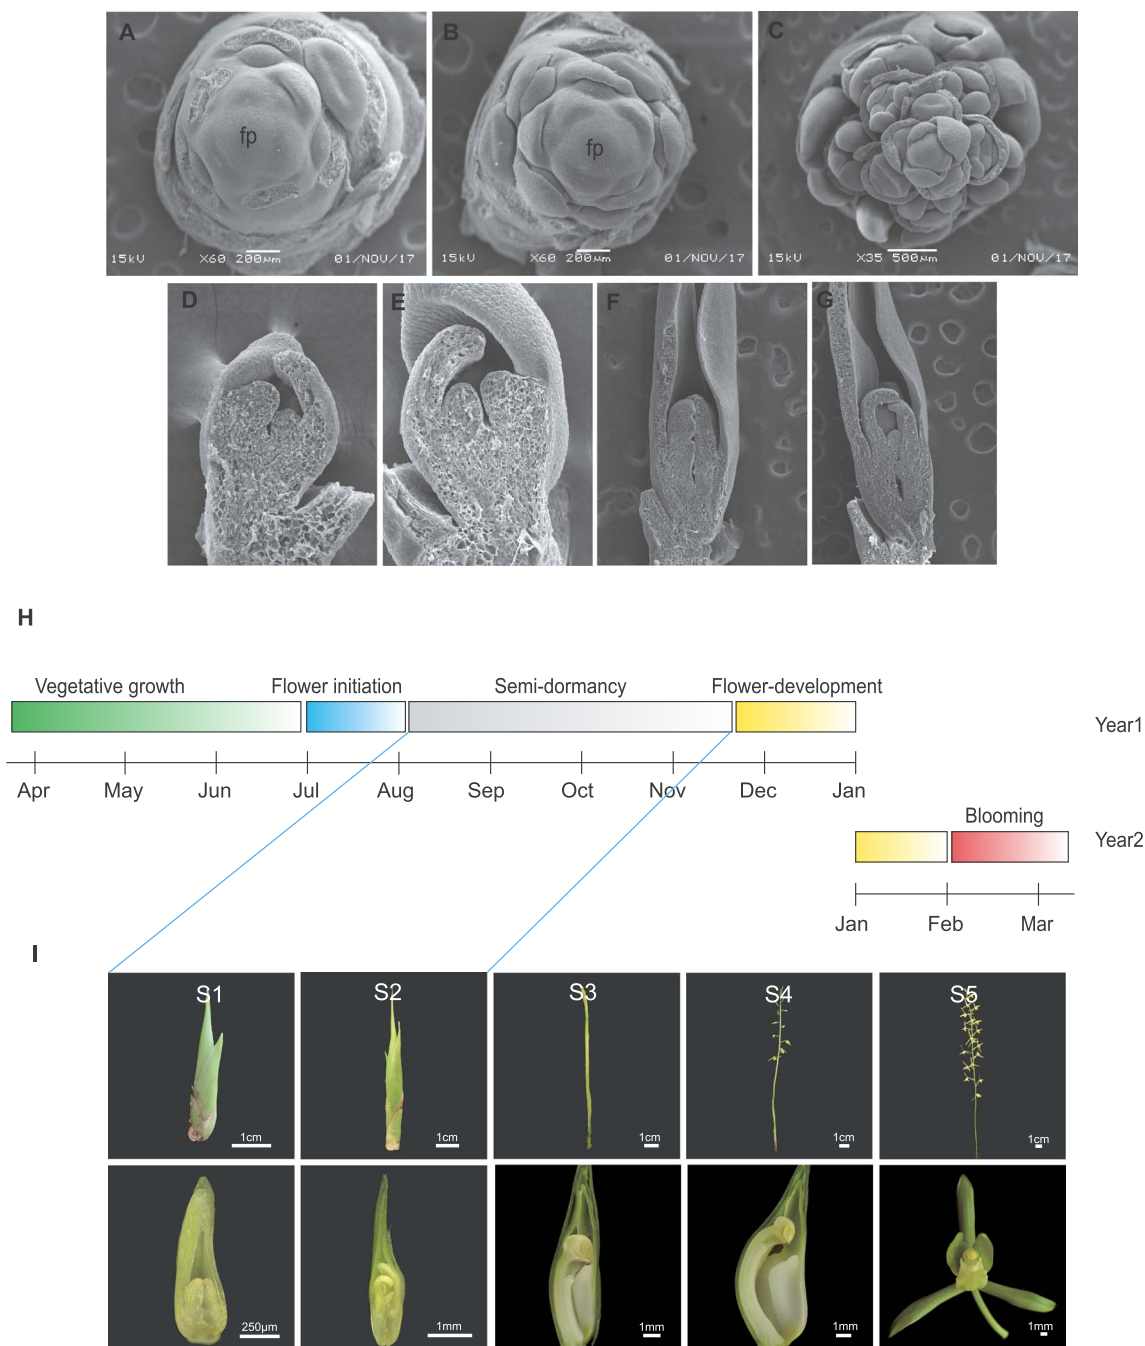 A
B
C
fp
fp
15kV X60 200µm 01/NOV/17
15kV X60 200µm 01/NOV/17
15kV X35 500µm 01/NOV/17
D
E
F
G
H
Vegetative growth
Flower initiation
Semi-dormancy
Flower-development
Year1
Apr May Jun Jul Aug Sep Oct Nov Dec Jan
Blooming
Year2
Jan Feb Mar
I
S1
S2
S3
S4
S5
1cm
1cm
1cm
1cm
1cm
250µm
1mm
1mm
1mm
1mm